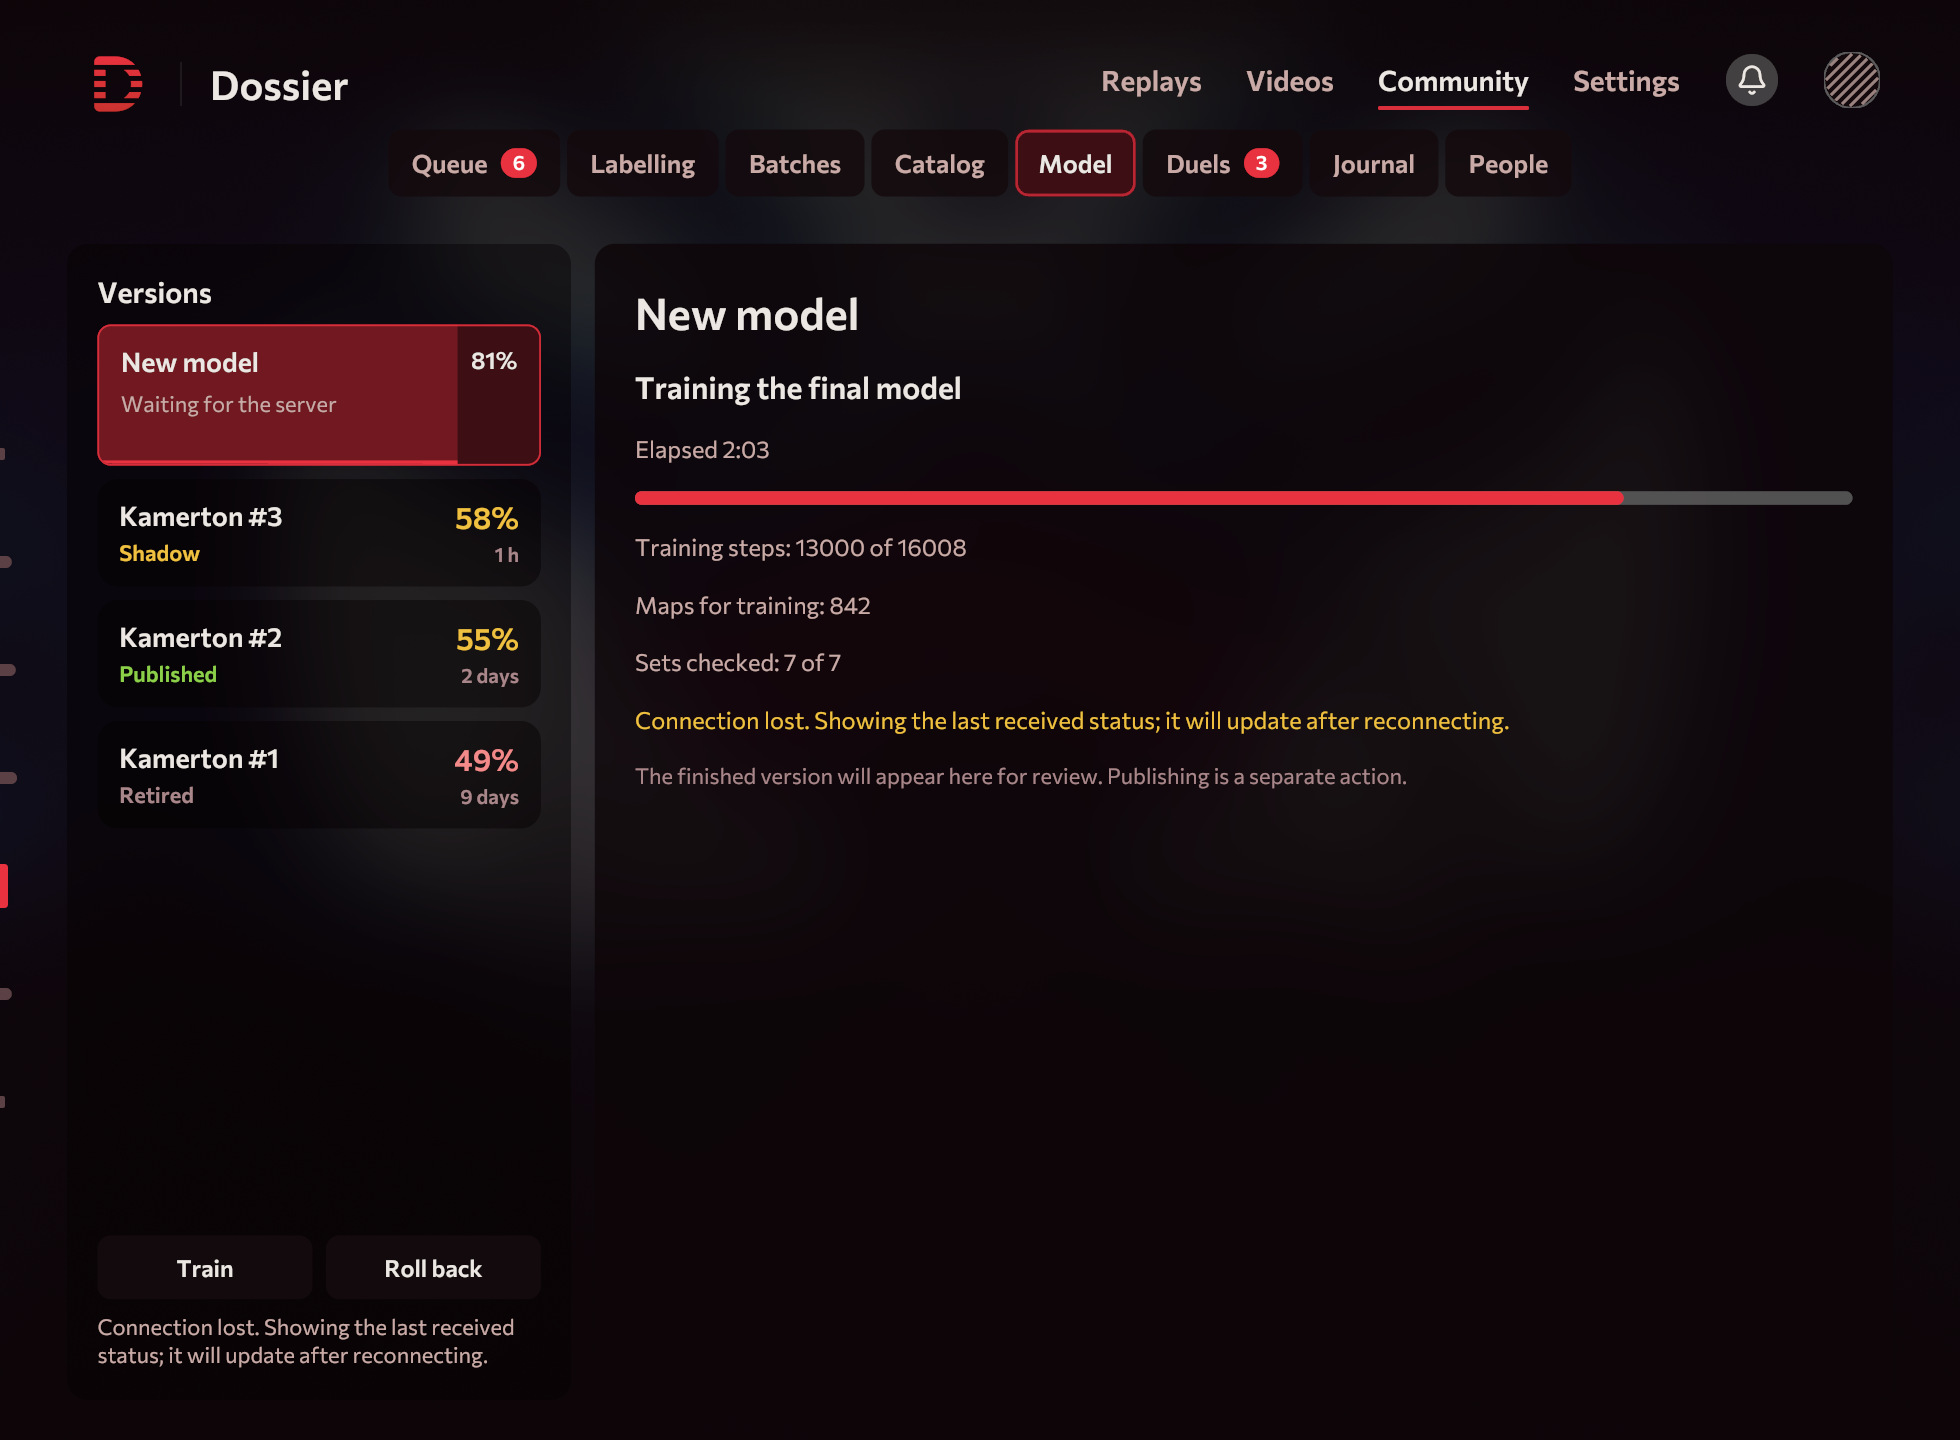 Dossier
Replays
Videos
Community
Settings
Queue 6
Labelling
Batches
Catalog
Model
Duels 3
Journal
People
Versions
New model 81%
Waiting for the server
Kamerton #3 58%
Shadow 1 h
Kamerton #2 55%
Published 2 days
Kamerton #1 49%
Retired 9 days
Train
Roll back
Connection lost. Showing the last received
status; it will update after reconnecting.
New model
Training the final model
Elapsed 2:03
Training steps: 13000 of 16008
Maps for training: 842
Sets checked: 7 of 7
Connection lost. Showing the last received status; it will update after reconnecting.
The finished version will appear here for review. Publishing is a separate action.